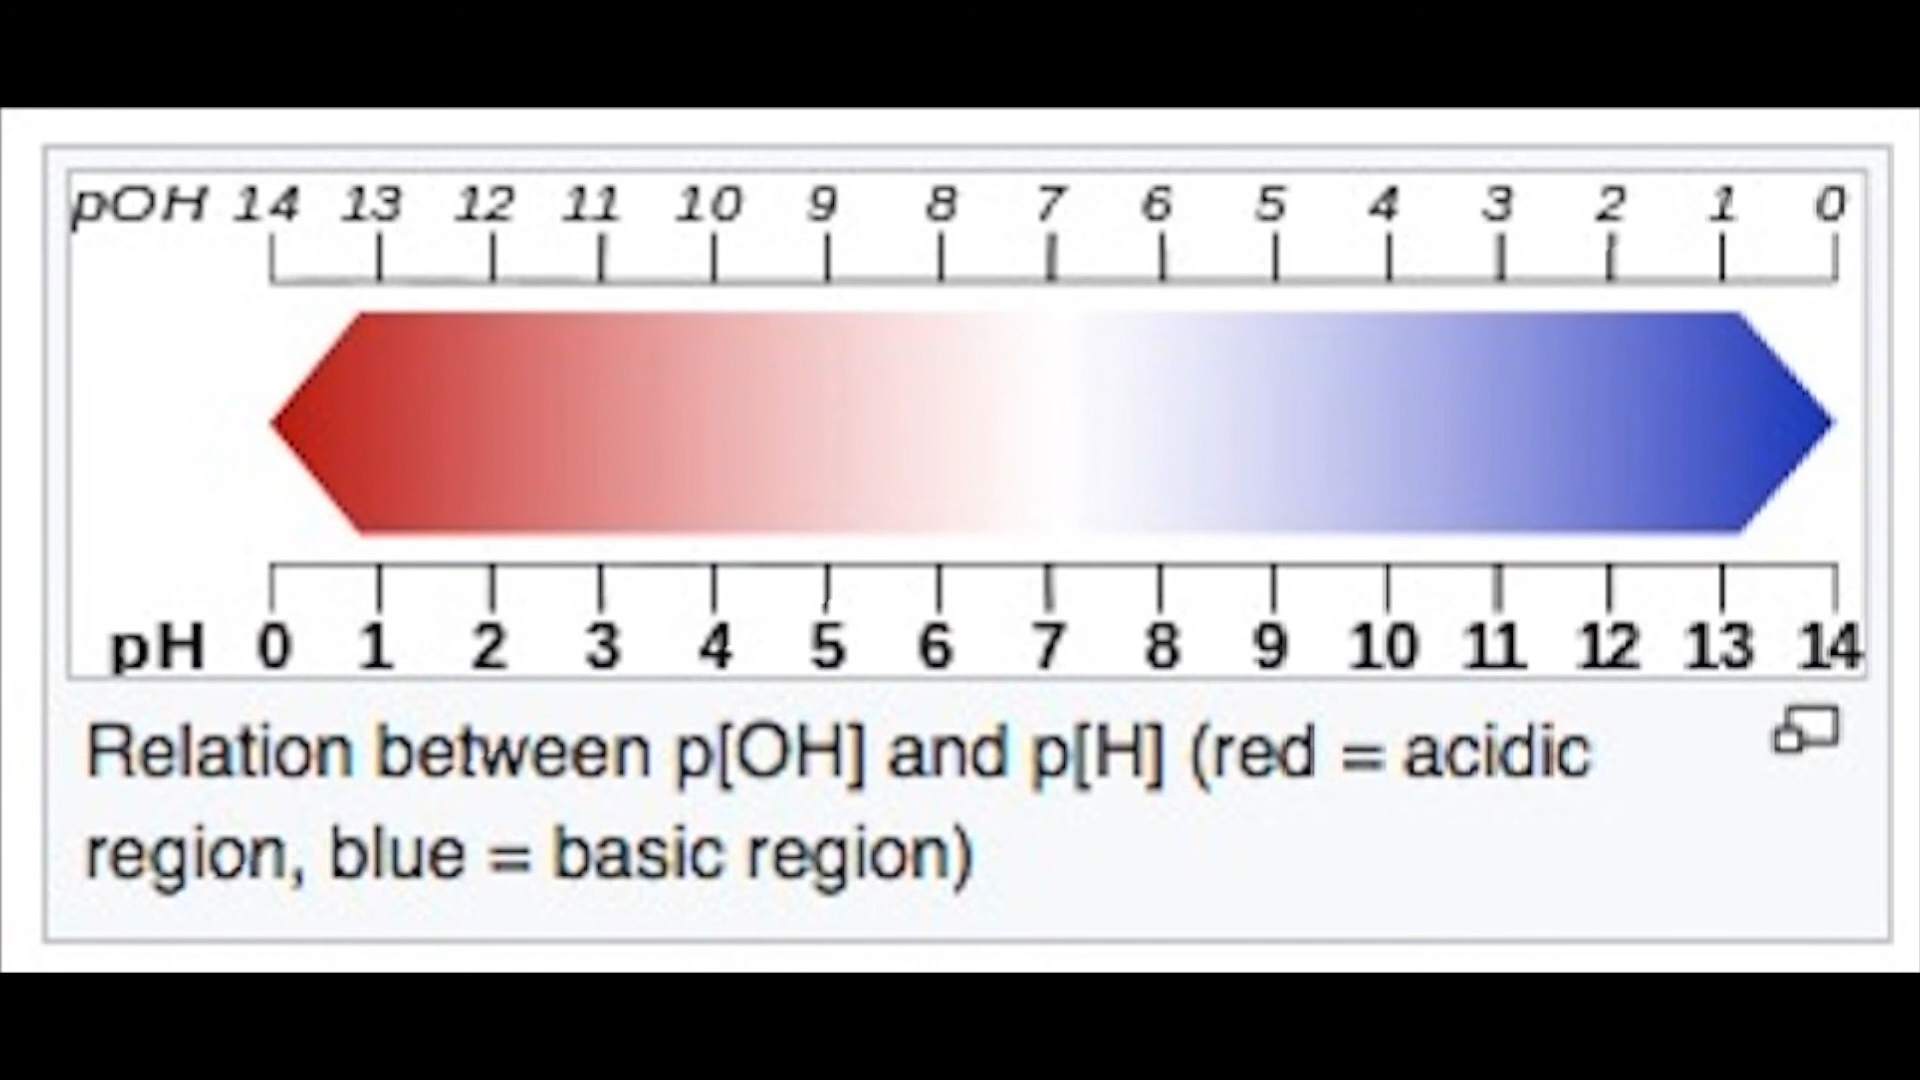 pOH 14 13 12 11 10 9 8 7 6 5 4 3 2 1 0
pH 0 1 2 3 4 5 6 7 8 9 10 11 12 13 14
Relation between p[OH] and p[H] (red = acidic
region, blue = basic region)